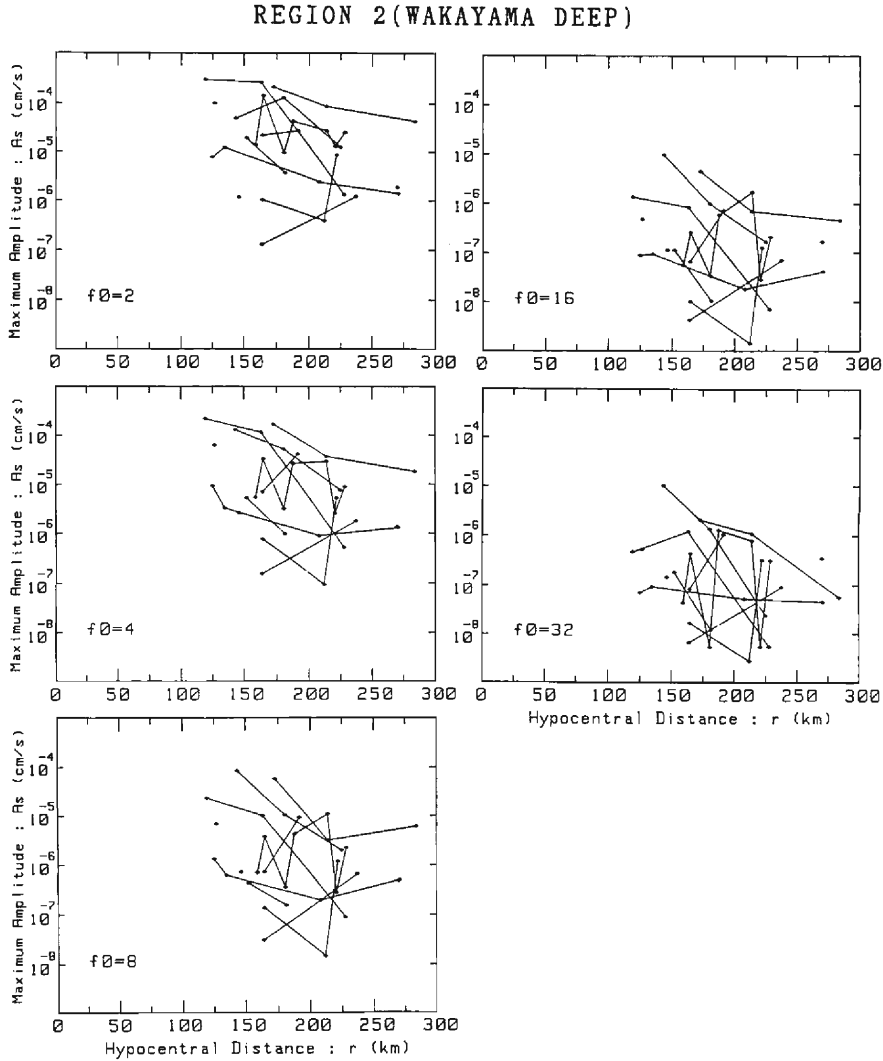 REGION 2(WAKAYAMA DEEP)
Maximum Amplitude : As (cm/s)
10^-4
10^-5
10^-6
10^-7
10^-8
f0=2
0 50 100 150 200 250 300
10^-4
10^-5
10^-6
10^-7
10^-8
f0=16
0 50 100 150 200 250 300
Maximum Amplitude : As (cm/s)
10^-4
10^-5
10^-6
10^-7
10^-8
f0=4
0 50 100 150 200 250 300
10^-4
10^-5
10^-6
10^-7
10^-8
f0=32
0 50 100 150 200 250 300
Hypocentral Distance : r (km)
Maximum Amplitude : As (cm/s)
10^-4
10^-5
10^-6
10^-7
10^-8
f0=8
0 50 100 150 200 250 300
Hypocentral Distance : r (km)